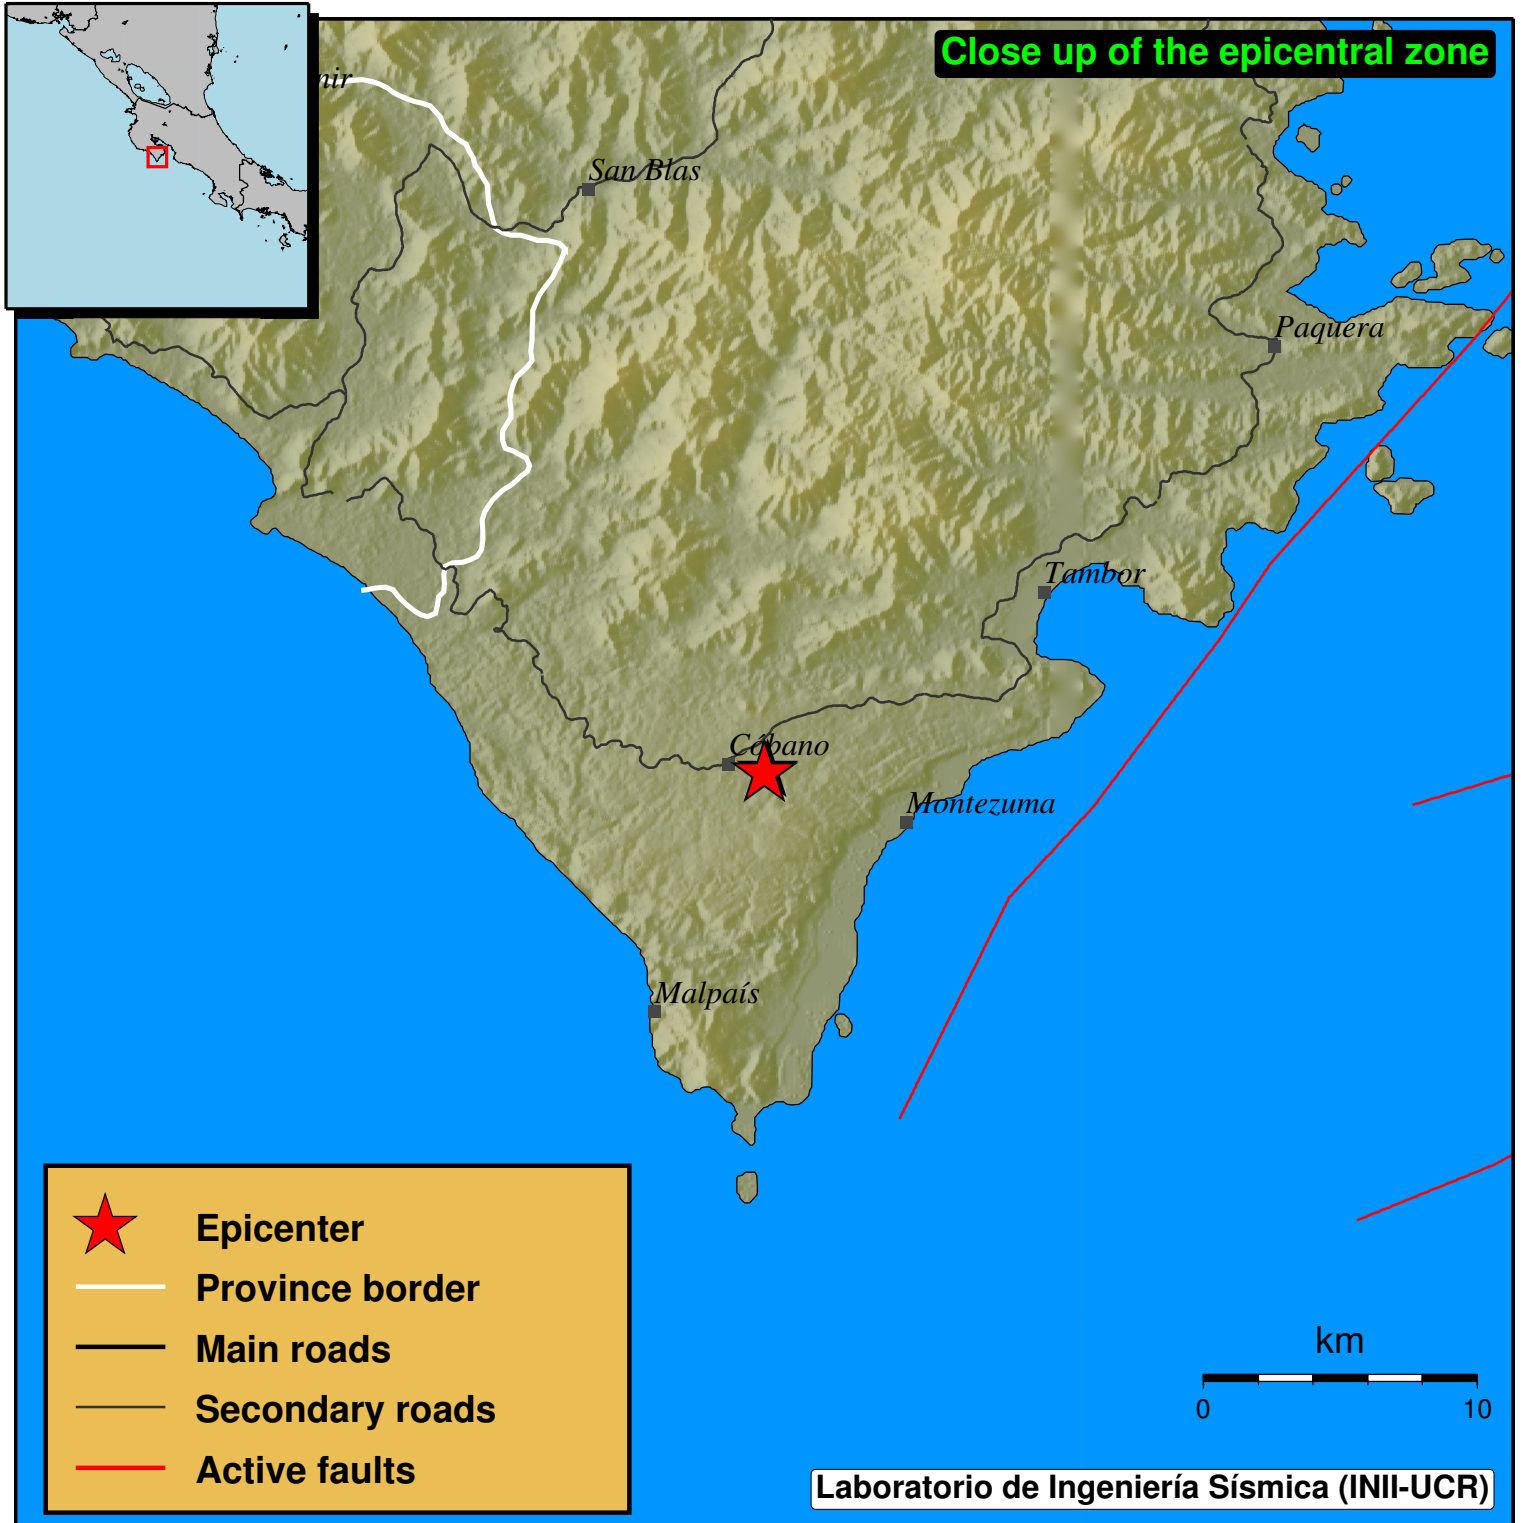 Close up of the epicentral zone
nir
San Blas
Paquera
Tambor
Cóbano
Montezuma
Malpaís
Epicenter
Province border
Main roads
Secondary roads
Active faults
km
0 10
Laboratorio de Ingeniería Sísmica (INII-UCR)